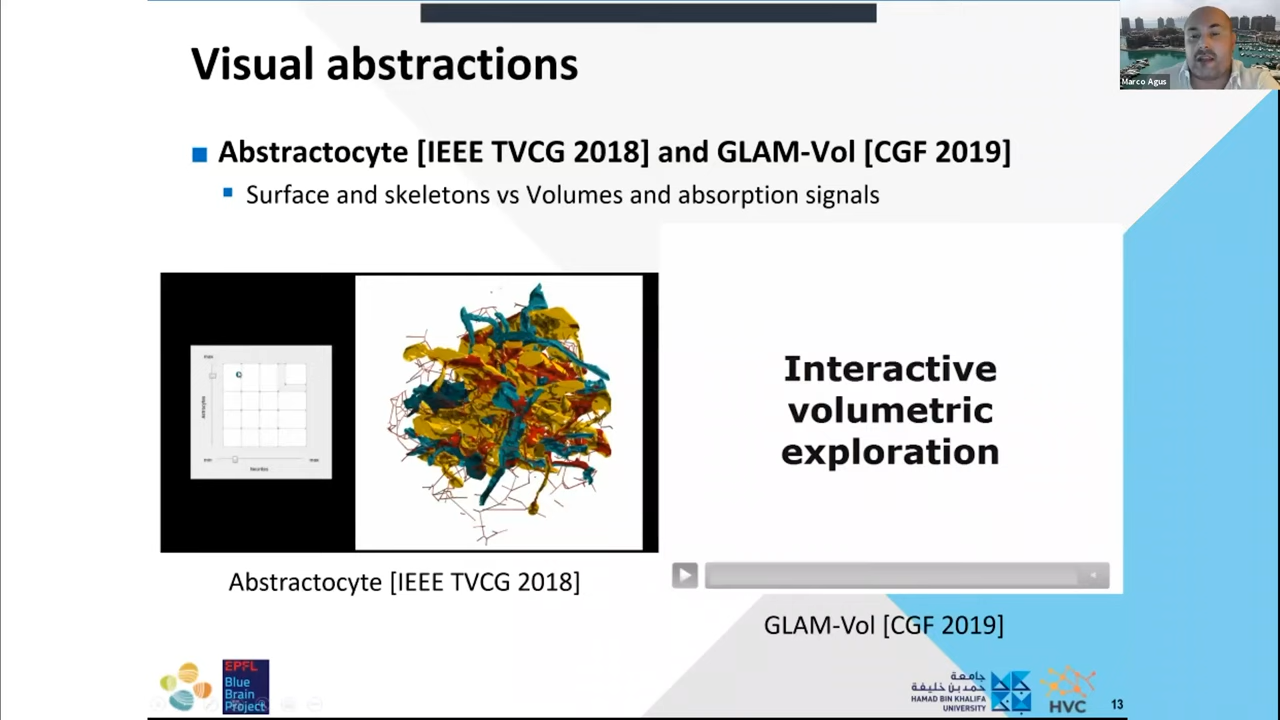 Marco Agus
Visual abstractions
Abstractocyte [IEEE TVCG 2018] and GLAM-Vol [CGF 2019]
Surface and skeletons vs Volumes and absorption signals
Interactive
volumetric
exploration
Abstractocyte [IEEE TVCG 2018]
GLAM-Vol [CGF 2019]
EPFL
Blue
Brain
Project
جامعة
حمد بن خليفة
HAMAD BIN KHALIFA
UNIVERSITY
HVC
13